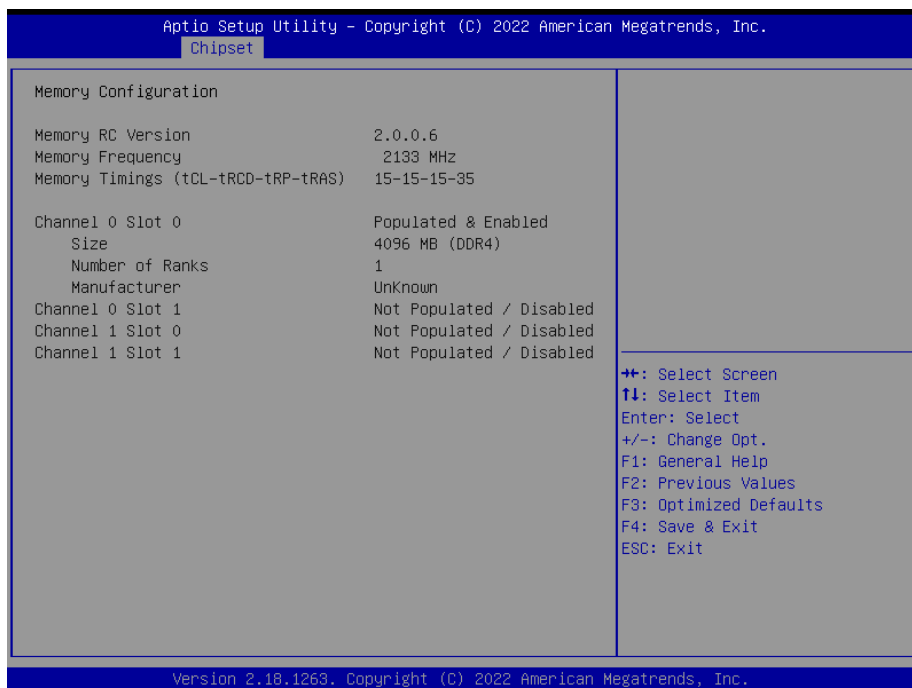 Aptio Setup Utility – Copyright (C) 2022 American Megatrends, Inc.
Chipset
Memory Configuration
Memory RC Version 2.0.0.6
Memory Frequency 2133 MHz
Memory Timings (tCL-tRCD-tRP-tRAS) 15-15-15-35
Channel 0 Slot 0 Populated & Enabled
Size 4096 MB (DDR4)
Number of Ranks 1
Manufacturer UnKnown
Channel 0 Slot 1 Not Populated / Disabled
Channel 1 Slot 0 Not Populated / Disabled
Channel 1 Slot 1 Not Populated / Disabled
→←: Select Screen
↑↓: Select Item
Enter: Select
+/-: Change Opt.
F1: General Help
F2: Previous Values
F3: Optimized Defaults
F4: Save & Exit
ESC: Exit
Version 2.18.1263. Copyright (C) 2022 American Megatrends, Inc.